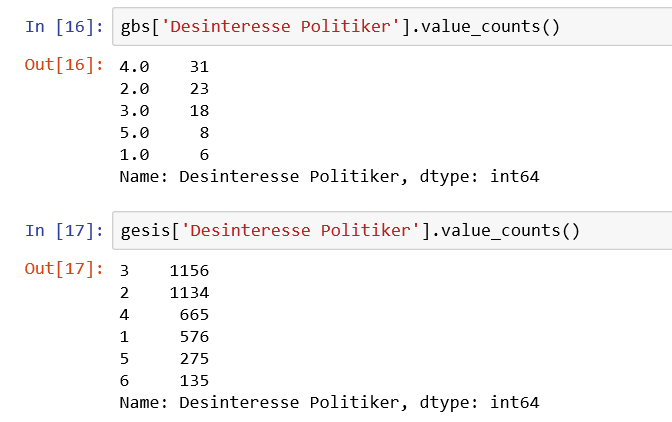 In [16]: gbs['Desinteresse Politiker'].value_counts()
Out[16]: 4.0    31
2.0    23
3.0    18
5.0     8
1.0     6
Name: Desinteresse Politiker, dtype: int64
In [17]: gesis['Desinteresse Politiker'].value_counts()
Out[17]: 3    1156
2    1134
4     665
1     576
5     275
6     135
Name: Desinteresse Politiker, dtype: int64